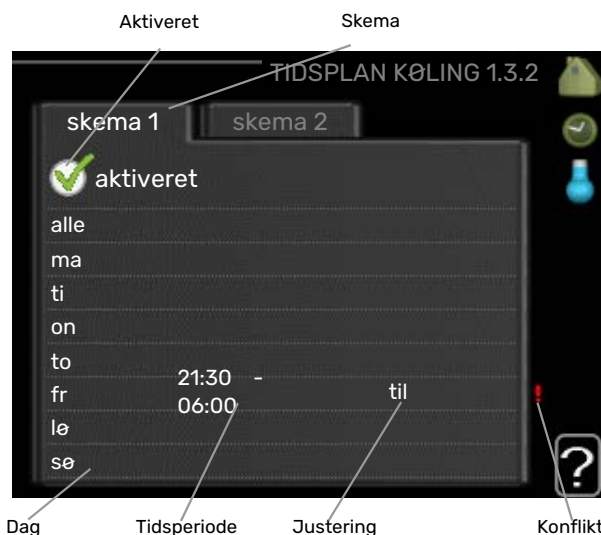 Aktiveret
Skema
TIDSPLAN KØLING 1.3.2
skema 1
skema 2
aktiveret
alle
ma
ti
on
to
fr
21:30 -
06:00
til
!
lø
sø
?
Dag
Tidsperiode
Justering
Konflikt